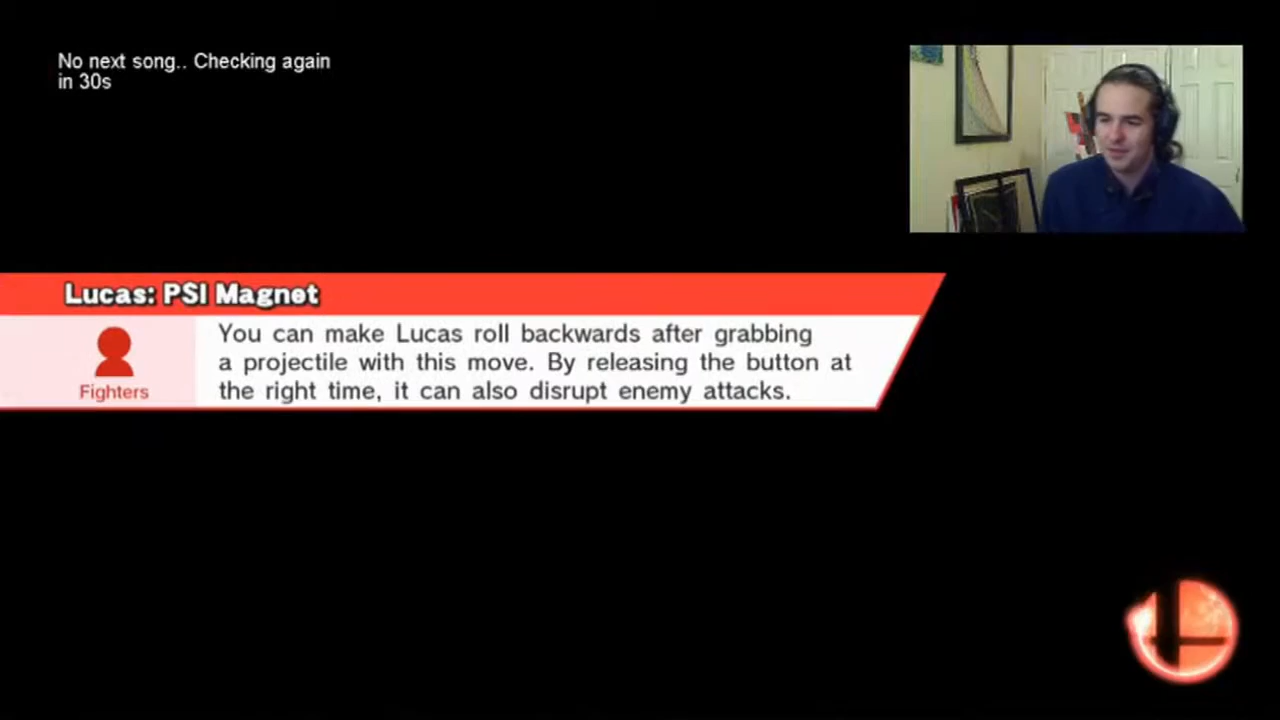 No next song.. Checking again
in 30s
Lucas: PSI Magnet
Fighters
You can make Lucas roll backwards after grabbing
a projectile with this move. By releasing the button at
the right time, it can also disrupt enemy attacks.